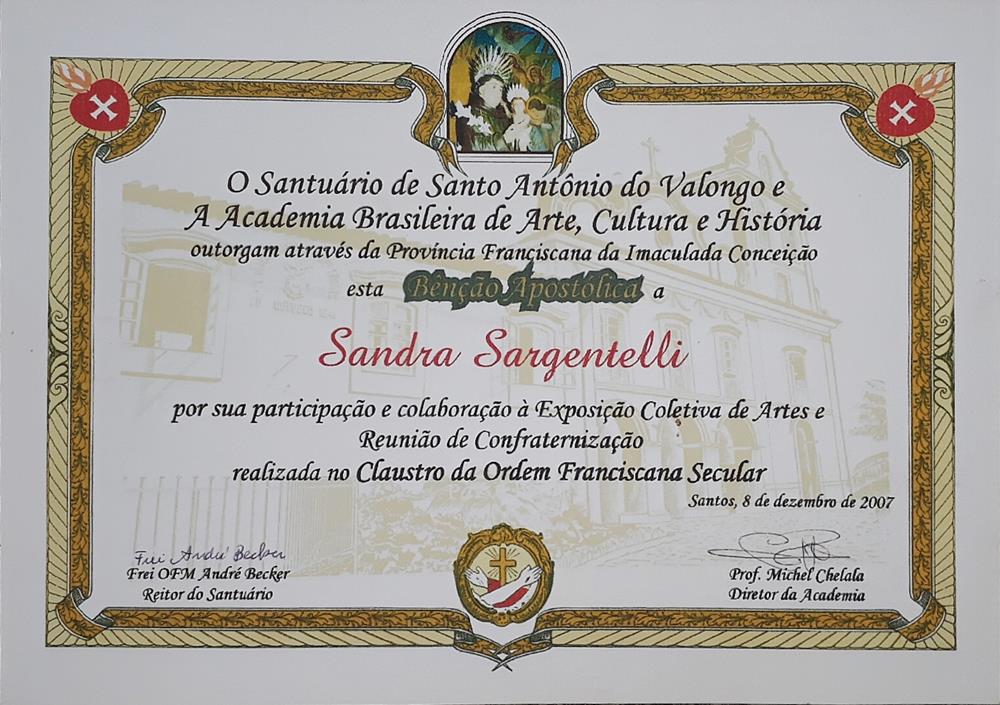 O Santuário de Santo Antônio do Valongo e
A Academia Brasileira de Arte, Cultura e História
outorgam através da Província Franciscana da Imaculada Conceição
esta Bênção Apostólica a
Sandra Sargentelli
por sua participação e colaboração à Exposição Coletiva de Artes e
Reunião de Confraternização
realizada no Claustro da Ordem Franciscana Secular
Santos, 8 de dezembro de 2007
Frei André Becker
Frei OFM André Becker
Reitor do Santuário
Prof. Michel Chelala
Diretor da Academia